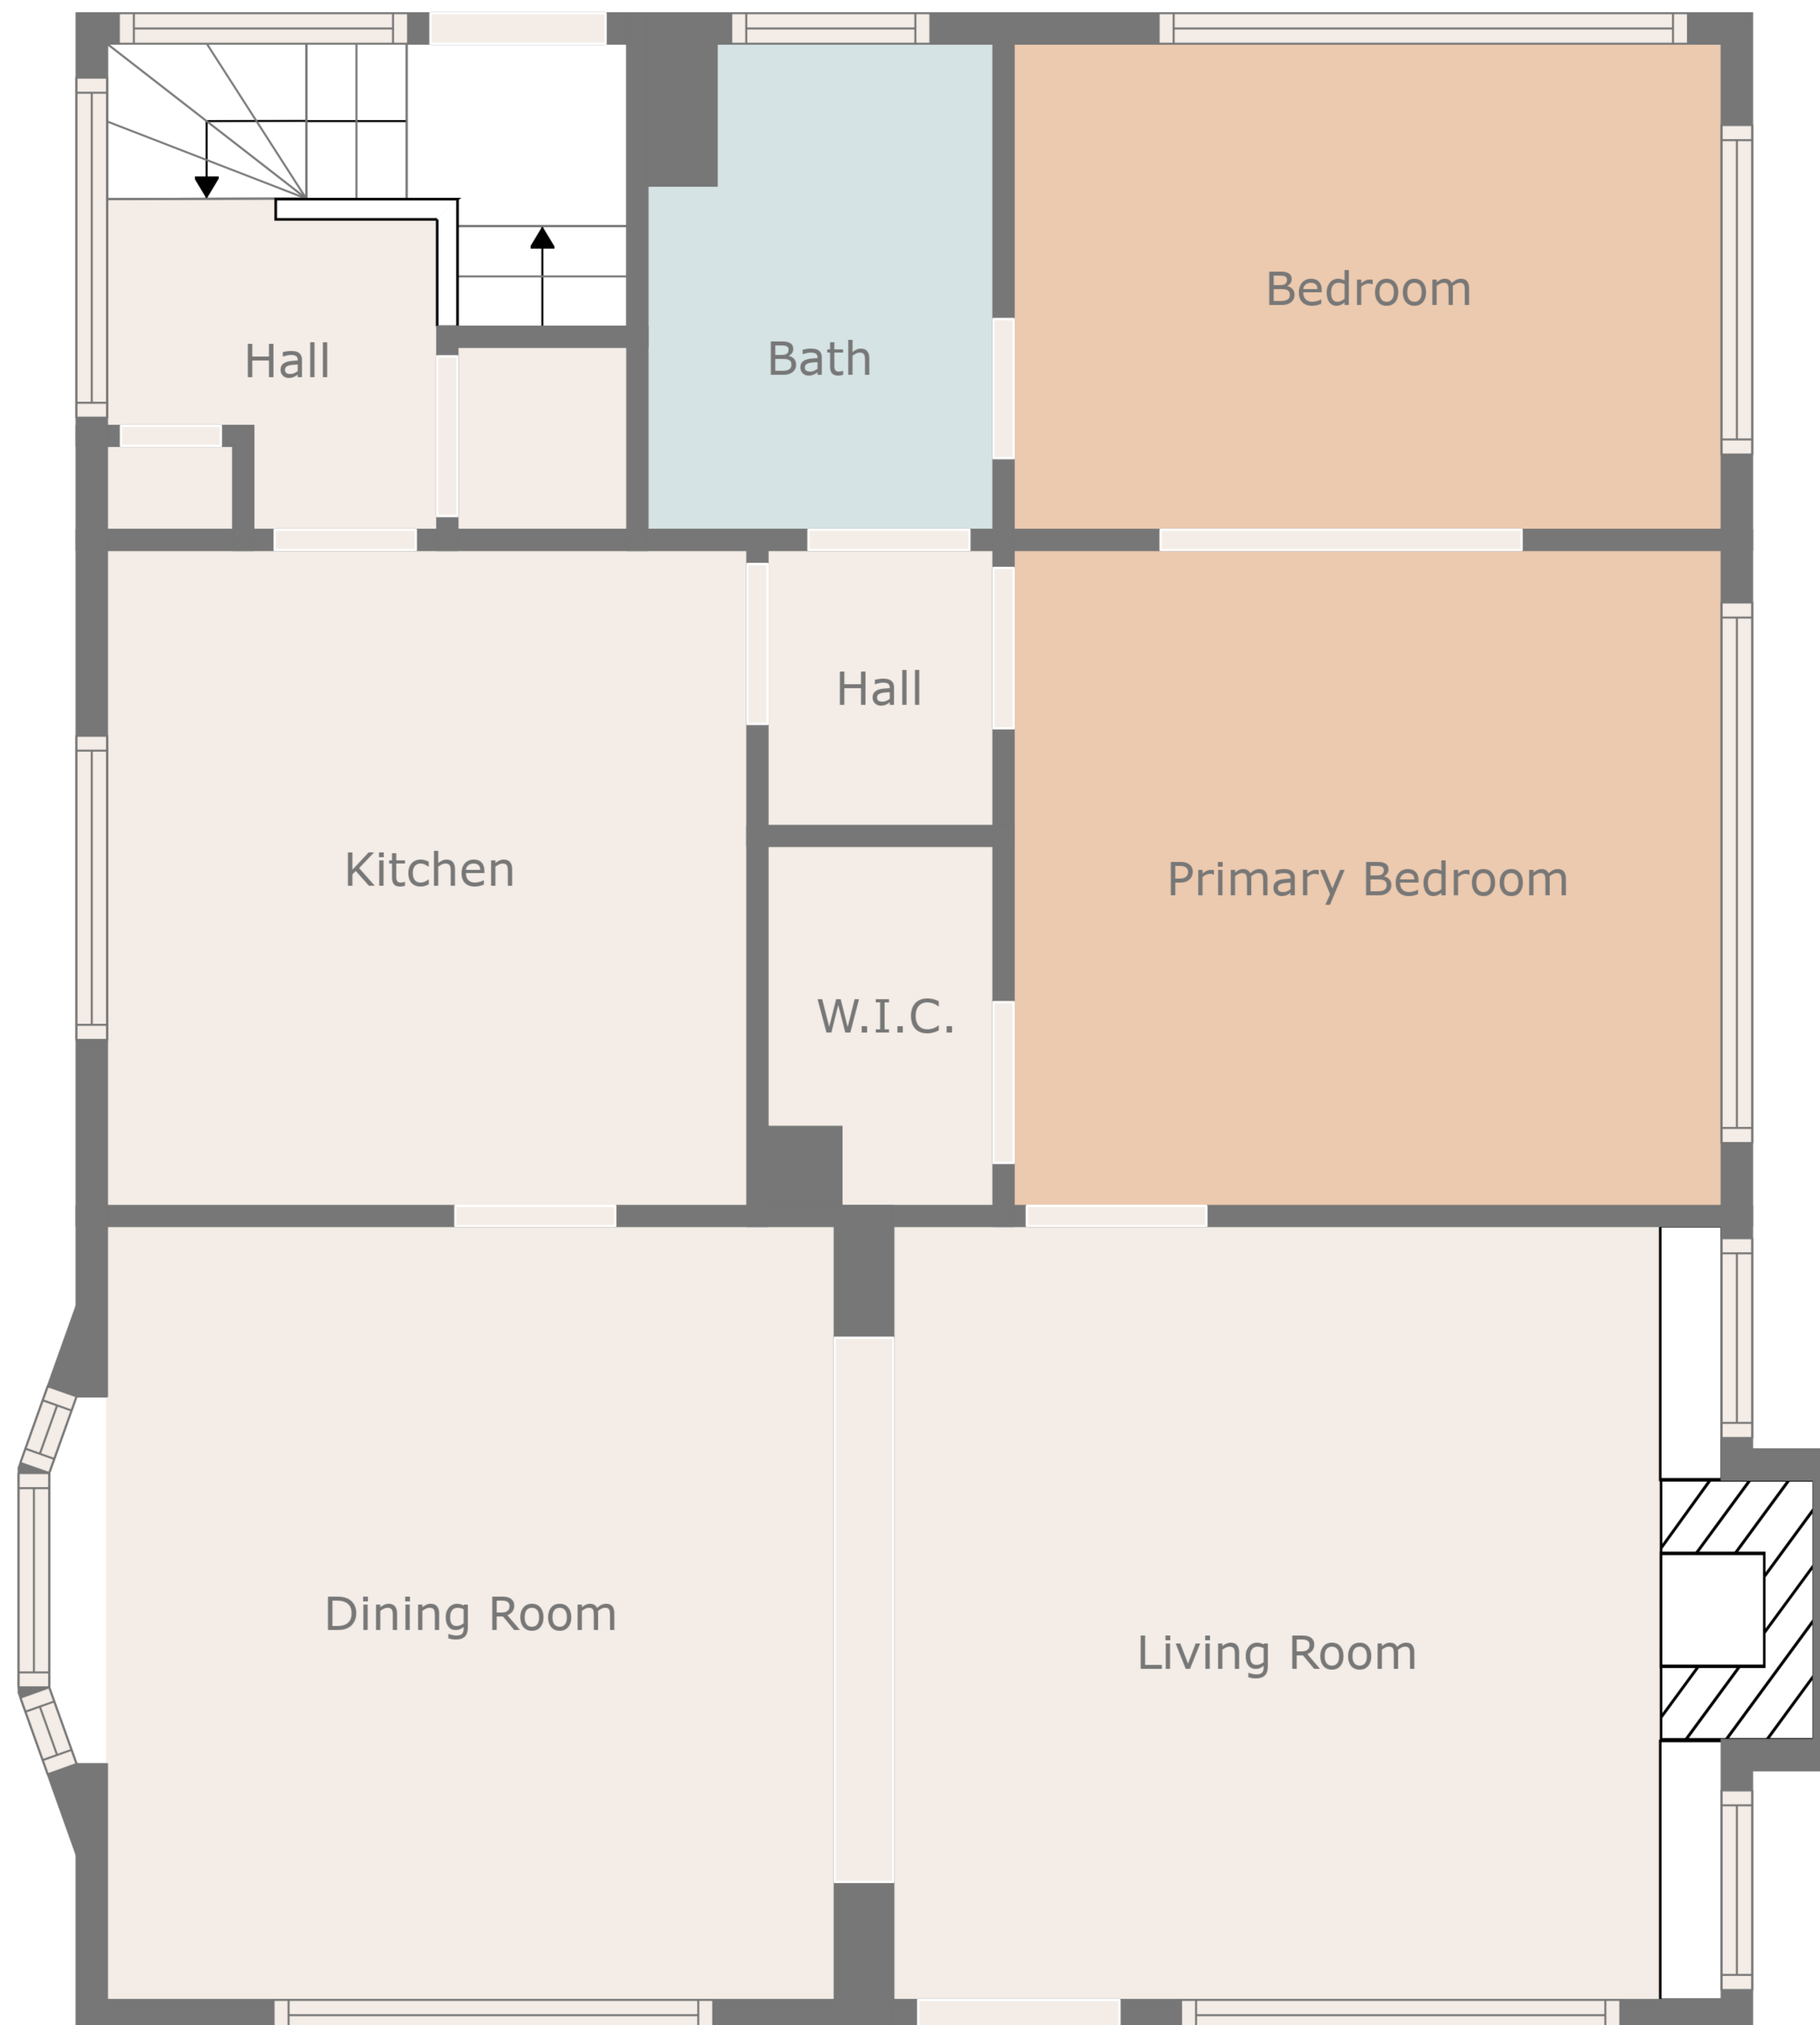 Bedroom
Hall
Bath
Hall
Kitchen
Primary Bedroom
W.I.C.
Dining Room
Living Room